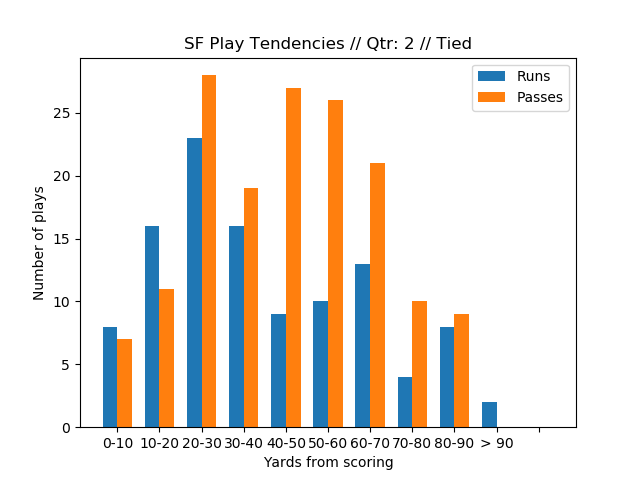 SF Play Tendencies // Qtr: 2 // Tied
Runs
Passes
Number of plays
25
20
15
10
5
0
0-10 10-20 20-30 30-40 40-50 50-60 60-70 70-80 80-90 > 90
Yards from scoring